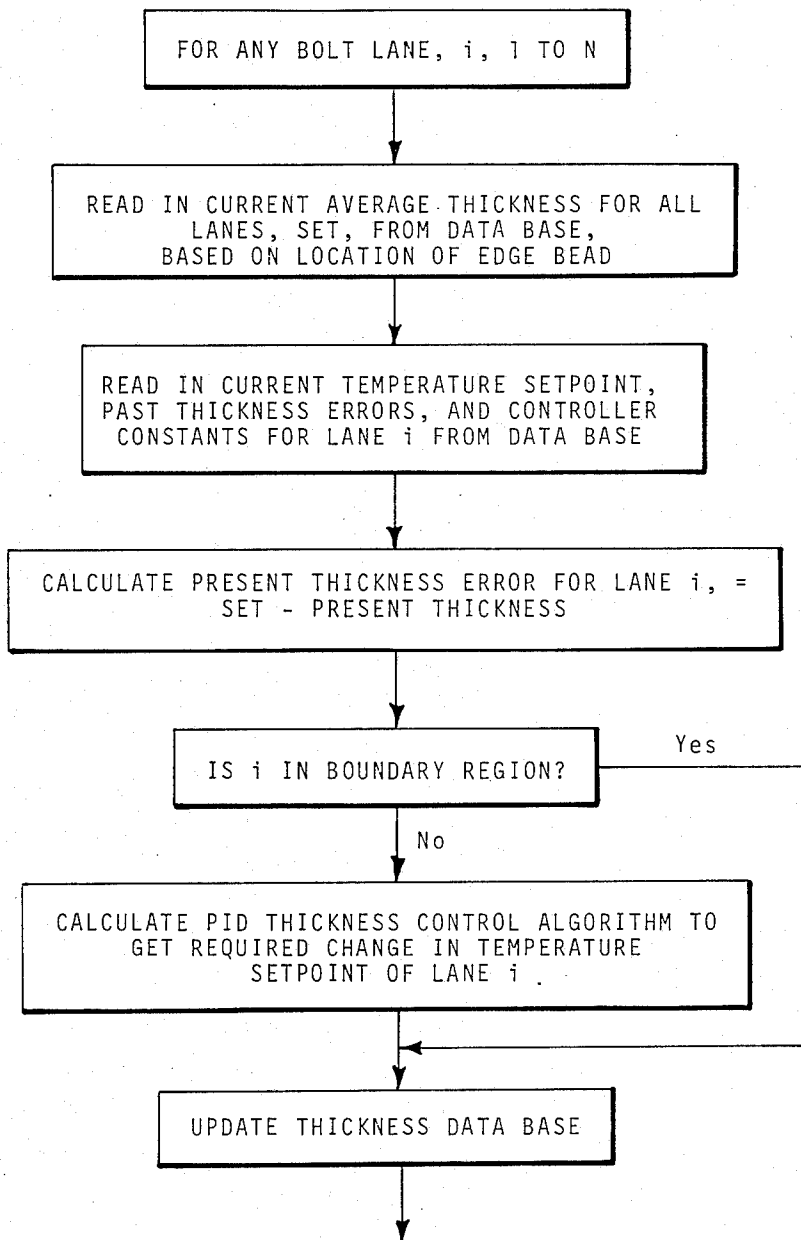 FOR ANY BOLT LANE, i, 1 TO N
READ IN CURRENT AVERAGE THICKNESS FOR ALL
LANES, SET, FROM DATA BASE,
BASED ON LOCATION OF EDGE BEAD
READ IN CURRENT TEMPERATURE SETPOINT,
PAST THICKNESS ERRORS, AND CONTROLLER
CONSTANTS FOR LANE i FROM DATA BASE
CALCULATE PRESENT THICKNESS ERROR FOR LANE i, =
SET - PRESENT THICKNESS
IS i IN BOUNDARY REGION?
Yes
No
CALCULATE PID THICKNESS CONTROL ALGORITHM TO
GET REQUIRED CHANGE IN TEMPERATURE
SETPOINT OF LANE i .
UPDATE THICKNESS DATA BASE